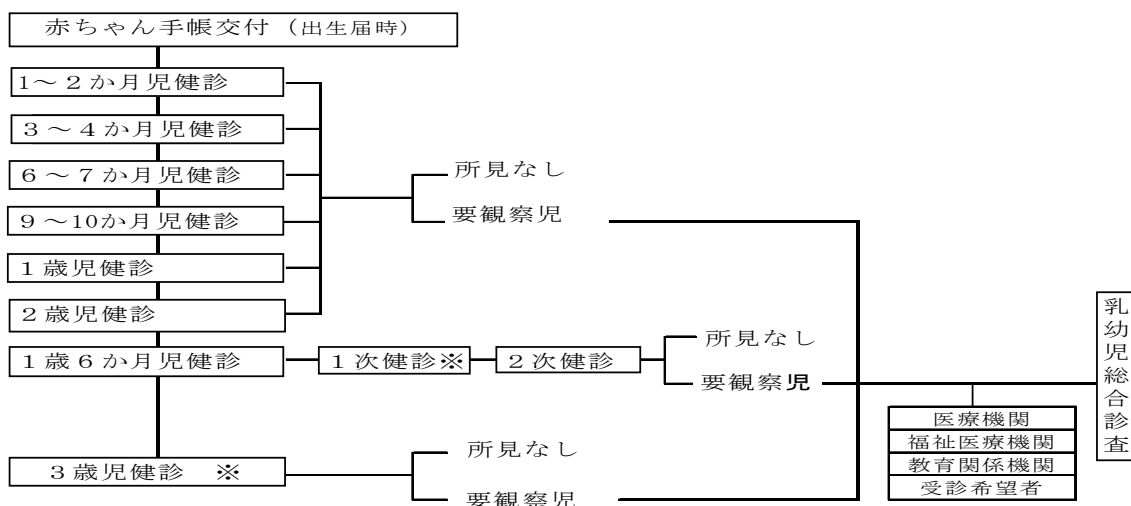 赤ちゃん手帳交付（出生届時）
1～２か月児健診
３～４か月児健診
６～７か月児健診
９～10か月児健診
１歳児健診
２歳児健診
所見なし
要観察児
１歳６か月児健診
１次健診※
２次健診
所見なし
要観察児
３歳児健診　※
所見なし
要観察児
医療機関
福祉医療機関
教育関係機関
受診希望者
乳幼児総合診査